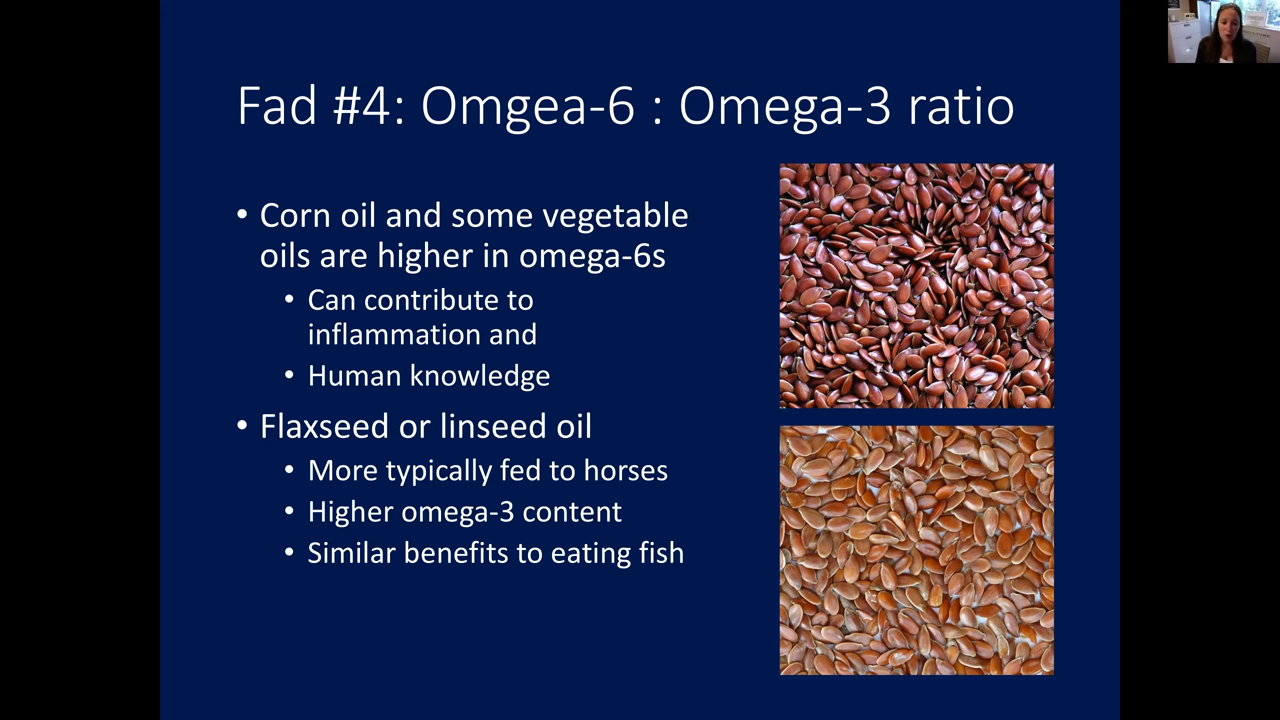 Fad #4: Omgea-6 : Omega-3 ratio
• Corn oil and some vegetable
oils are higher in omega-6s
• Can contribute to
inflammation and
• Human knowledge
• Flaxseed or linseed oil
• More typically fed to horses
• Higher omega-3 content
• Similar benefits to eating fish